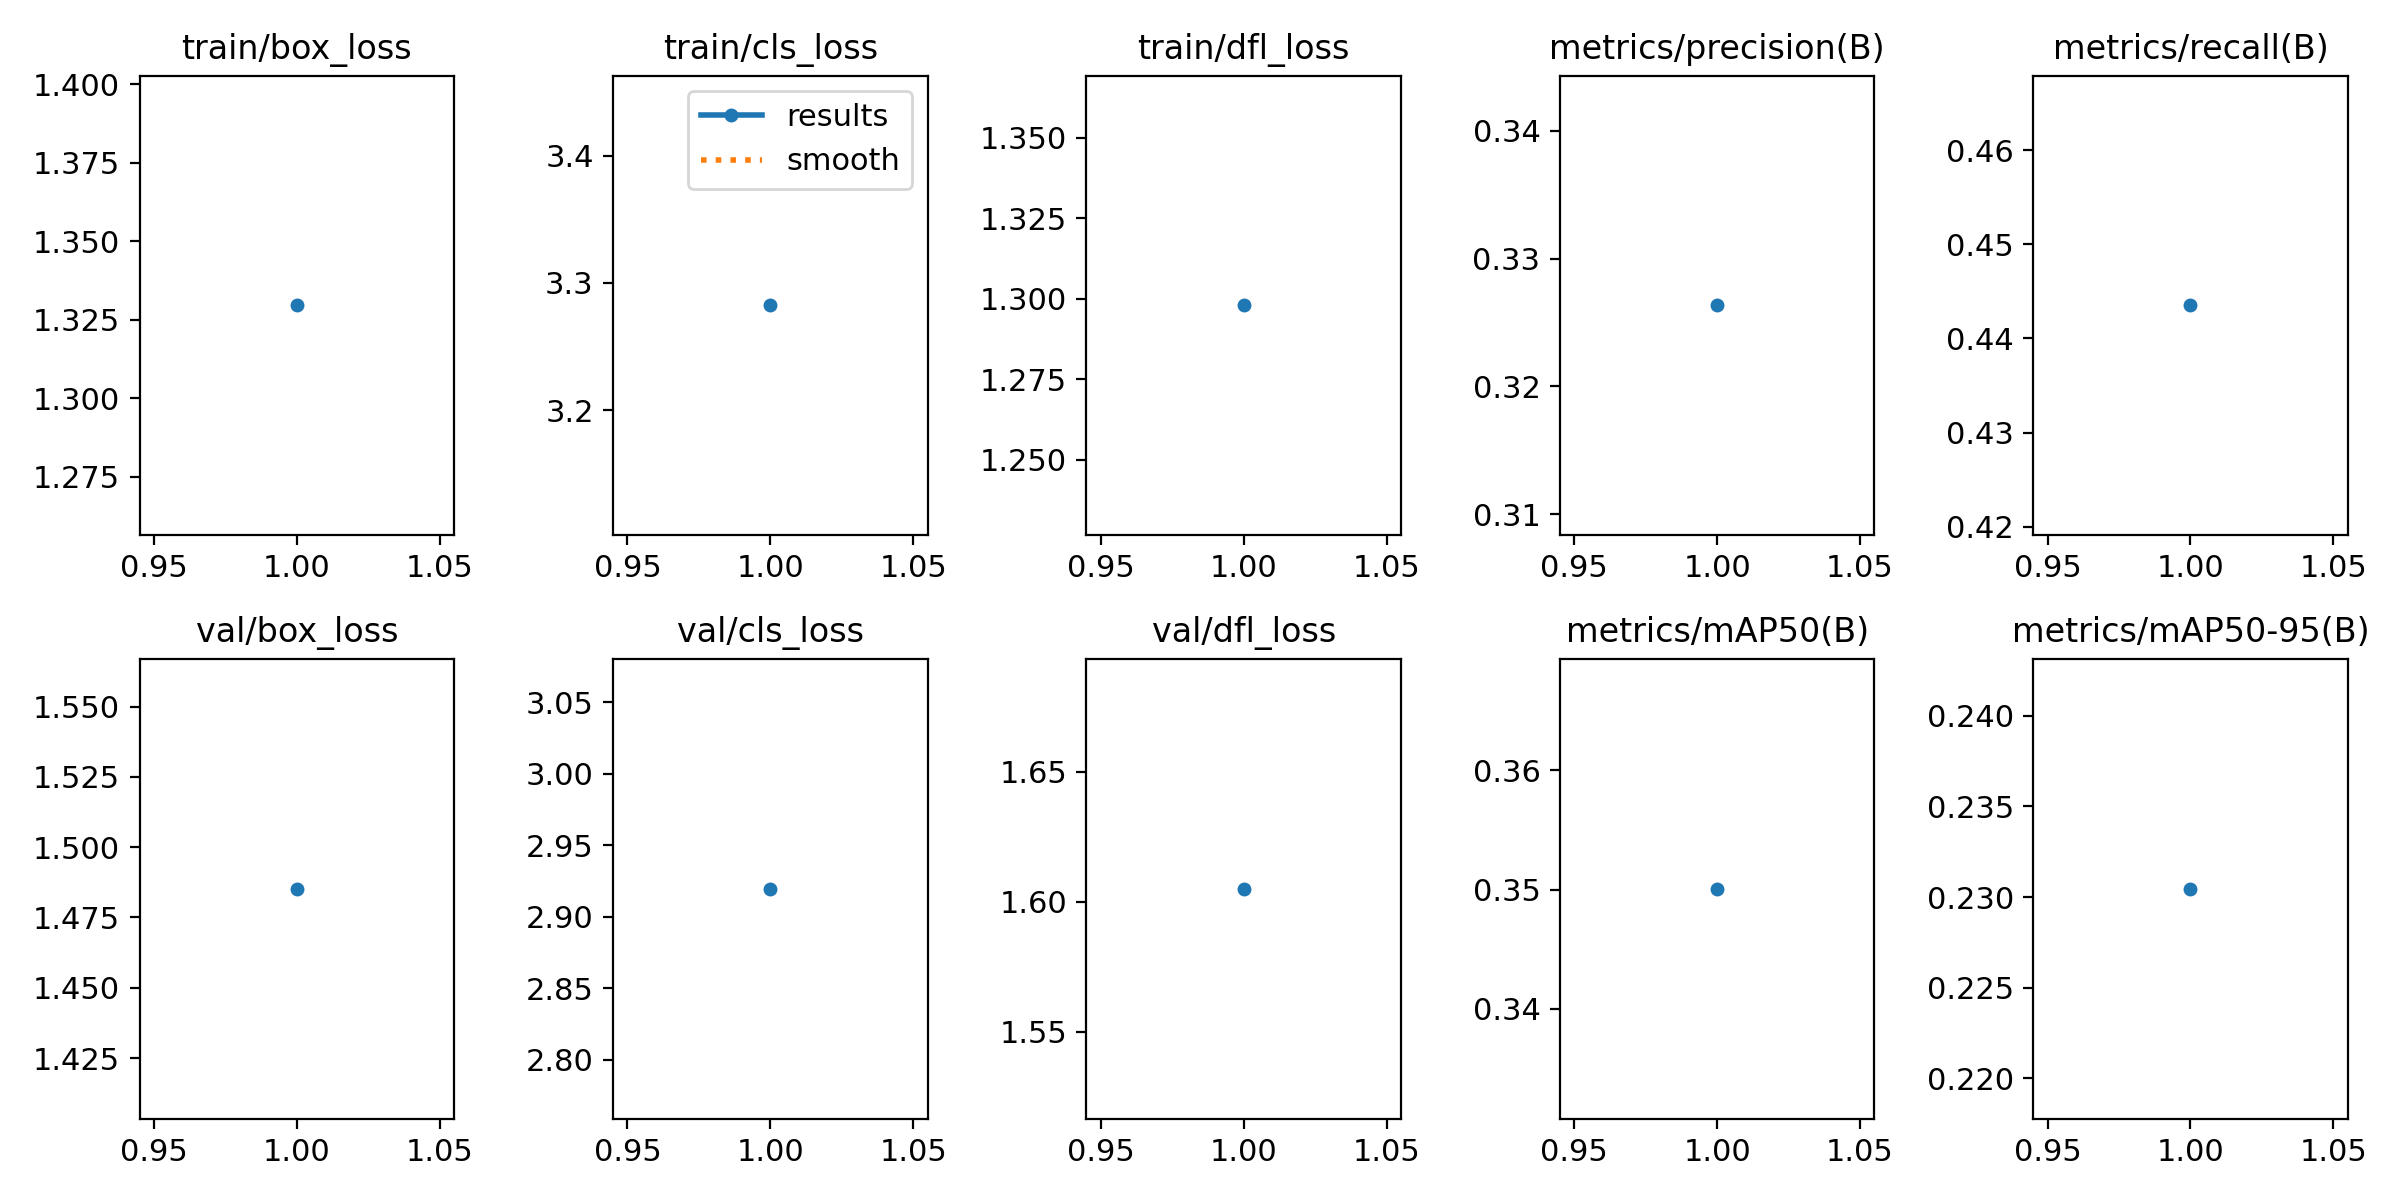 train/box_loss
1.400
1.375
1.350
1.325
1.300
1.275
0.95 1.00 1.05
train/cls_loss
results
smooth
3.4
3.3
3.2
0.95 1.00 1.05
train/dfl_loss
1.350
1.325
1.300
1.275
1.250
0.95 1.00 1.05
metrics/precision(B)
0.34
0.33
0.32
0.31
0.95 1.00 1.05
metrics/recall(B)
0.46
0.45
0.44
0.43
0.42
0.95 1.00 1.05
val/box_loss
1.550
1.525
1.500
1.475
1.450
1.425
0.95 1.00 1.05
val/cls_loss
3.05
3.00
2.95
2.90
2.85
2.80
0.95 1.00 1.05
val/dfl_loss
1.65
1.60
1.55
0.95 1.00 1.05
metrics/mAP50(B)
0.36
0.35
0.34
0.95 1.00 1.05
metrics/mAP50-95(B)
0.240
0.235
0.230
0.225
0.220
0.95 1.00 1.05